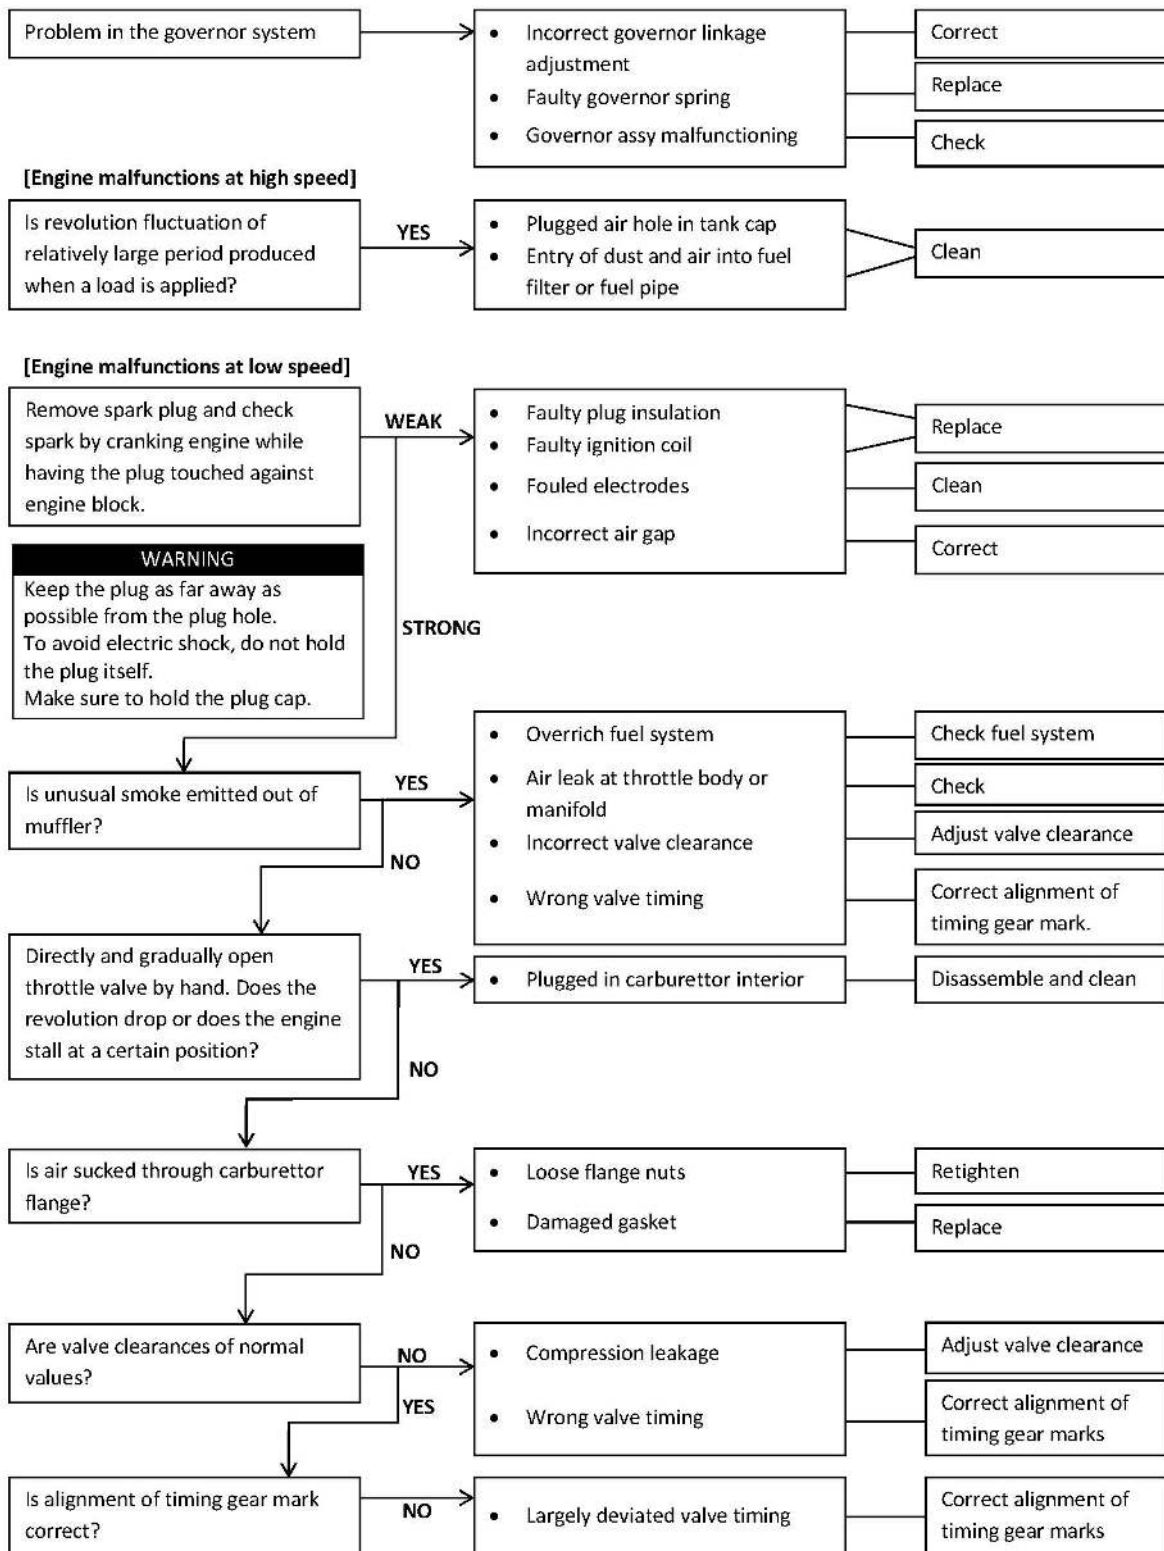 Problem in the governor system
• Incorrect governor linkage
adjustment
• Faulty governor spring
• Governor assy malfunctioning
Correct
Replace
Check
[Engine malfunctions at high speed]
Is revolution fluctuation of
relatively large period produced
when a load is applied?
YES
• Plugged air hole in tank cap
• Entry of dust and air into fuel
filter or fuel pipe
Clean
[Engine malfunctions at low speed]
Remove spark plug and check
spark by cranking engine while
having the plug touched against
engine block.
WEAK
• Faulty plug insulation
• Faulty ignition coil
• Fouled electrodes
• Incorrect air gap
Replace
Clean
Correct
WARNING
Keep the plug as far away as
possible from the plug hole.
To avoid electric shock, do not hold
the plug itself.
Make sure to hold the plug cap.
STRONG
Is unusual smoke emitted out of
muffler?
YES
NO
• Overrich fuel system
• Air leak at throttle body or
manifold
• Incorrect valve clearance
• Wrong valve timing
Check fuel system
Check
Adjust valve clearance
Correct alignment of
timing gear mark.
Directly and gradually open
throttle valve by hand. Does the
revolution drop or does the engine
stall at a certain position?
YES
NO
• Plugged in carburettor interior
Disassemble and clean
Is air sucked through carburettor
flange?
YES
NO
• Loose flange nuts
• Damaged gasket
Retighten
Replace
Are valve clearances of normal
values?
NO
YES
• Compression leakage
• Wrong valve timing
Adjust valve clearance
Correct alignment of
timing gear marks
Is alignment of timing gear mark
correct?
NO
• Largely deviated valve timing
Correct alignment of
timing gear marks